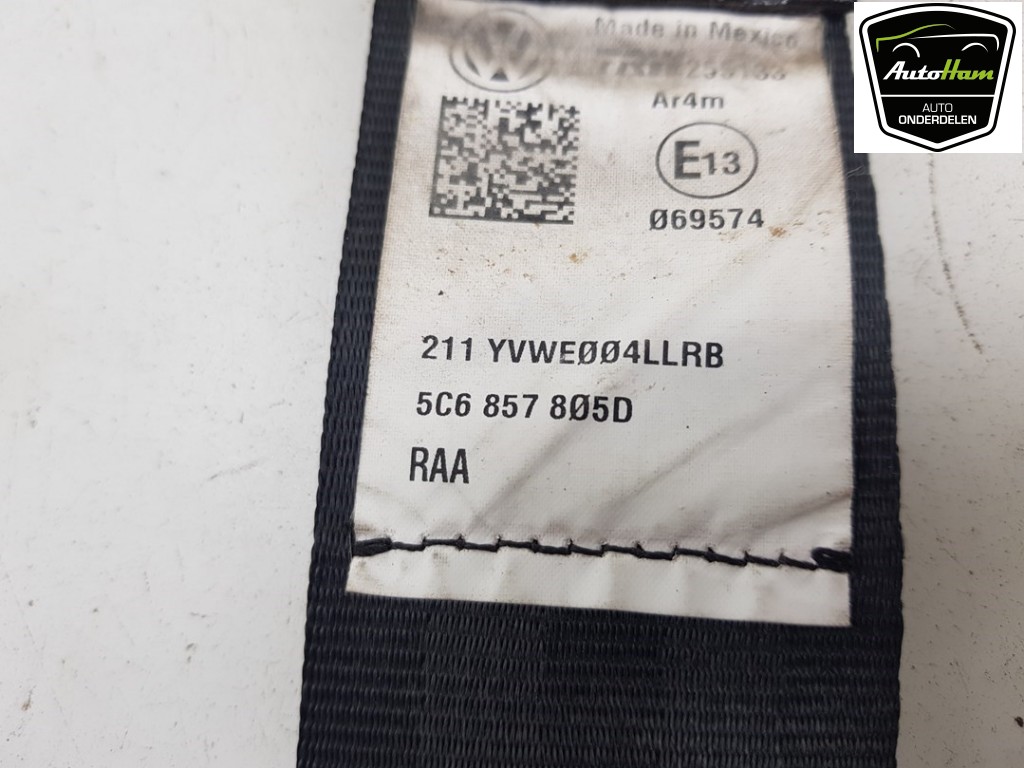 Made in Mexico
Ar4m
E13
Ø69574
211 YVWEØØ4LLRB
5C6 857 8Ø5D
RAA
AutoHam
AUTO
ONDERDELEN